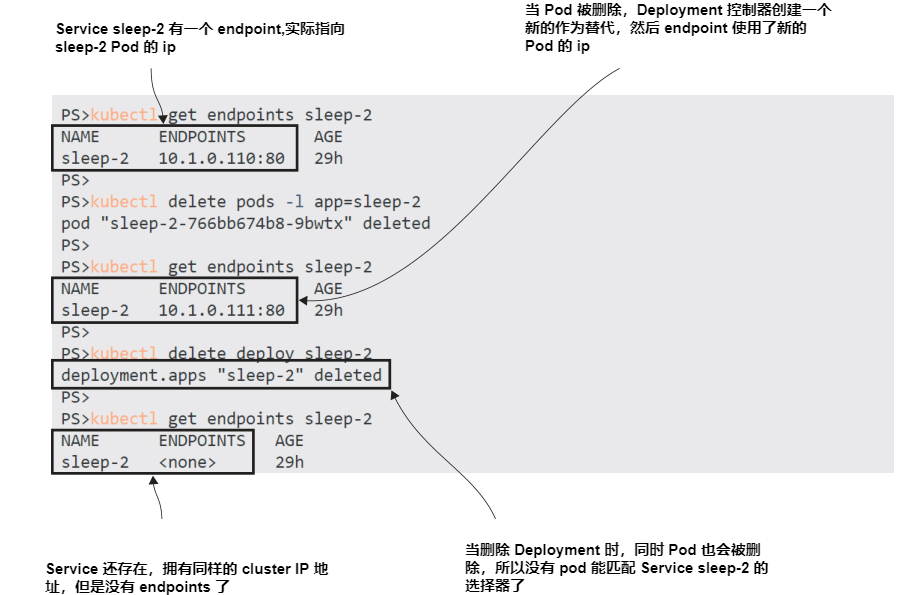 Service sleep-2 有一个 endpoint,实际指向
sleep-2 Pod 的 ip
当 Pod 被删除，Deployment 控制器创建一个
新的作为替代，然后 endpoint 使用了新的
Pod 的 ip
PS>kubectl get endpoints sleep-2
NAME ENDPOINTS AGE
sleep-2 10.1.0.110:80 29h
PS>
PS>kubectl delete pods -l app=sleep-2
pod "sleep-2-766bb674b8-9bwtx" deleted
PS>
PS>kubectl get endpoints sleep-2
NAME ENDPOINTS AGE
sleep-2 10.1.0.111:80 29h
PS>
PS>kubectl delete deploy sleep-2
deployment.apps "sleep-2" deleted
PS>
PS>kubectl get endpoints sleep-2
NAME ENDPOINTS AGE
sleep-2 <none> 29h
Service 还存在，拥有同样的 cluster IP 地
址，但是没有 endpoints 了
当删除 Deployment 时，同时 Pod 也会被删
除，所以没有 pod 能匹配 Service sleep-2 的
选择器了